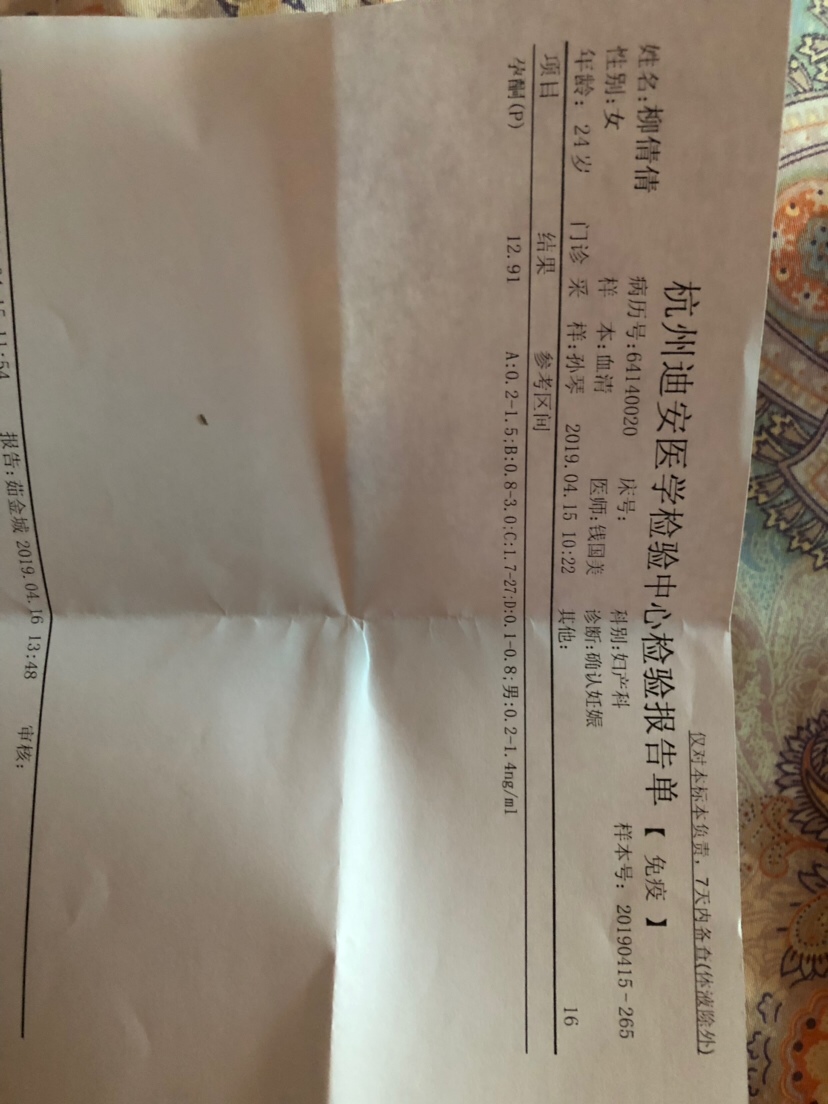 仅对本标本负责，7天内备查(体液除外)
杭州迪安医学检验中心检验报告单【 免疫 】
姓名:柳倩倩 病历号:64140020 床号: 科别:妇产科 样本号: 20190415-265
性别:女 样 本:血清 医师:钱国美 诊断:确认妊娠
年龄: 24岁 门诊 采 样:孙琴 2019.04.15 10:22 其他: 16
项目 结果 参考区间
孕酮(P) 12.91 A:0.2-1.5;B:0.8-3.0;C:1.7-27;D:0.1-0.8;男:0.2-1.4ng/ml
15 11:54 报告: 茹金城 2019.04.16 13:48 审核: